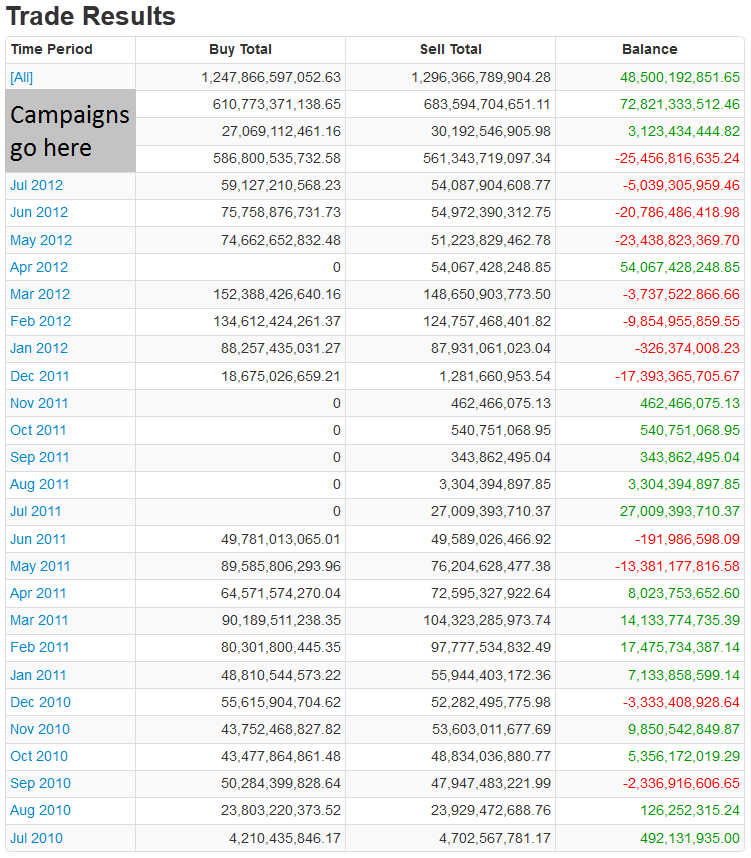 Trade Results
Time Period Buy Total Sell Total Balance
[All] 1,247,866,597,052.63 1,296,366,789,904.28 48,500,192,851.65
Campaigns
go here
610,773,371,138.65 683,594,704,651.11 72,821,333,512.46
27,069,112,461.16 30,192,546,905.98 3,123,434,444.82
586,800,535,732.58 561,343,719,097.34 -25,456,816,635.24
Jul 2012 59,127,210,568.23 54,087,904,608.77 -5,039,305,959.46
Jun 2012 75,758,876,731.73 54,972,390,312.75 -20,786,486,418.98
May 2012 74,662,652,832.48 51,223,829,462.78 -23,438,823,369.70
Apr 2012 0 54,067,428,248.85 54,067,428,248.85
Mar 2012 152,388,426,640.16 148,650,903,773.50 -3,737,522,866.66
Feb 2012 134,612,424,261.37 124,757,468,401.82 -9,854,955,859.55
Jan 2012 88,257,435,031.27 87,931,061,023.04 -326,374,008.23
Dec 2011 18,675,026,659.21 1,281,660,953.54 -17,393,365,705.67
Nov 2011 0 462,466,075.13 462,466,075.13
Oct 2011 0 540,751,068.95 540,751,068.95
Sep 2011 0 343,862,495.04 343,862,495.04
Aug 2011 0 3,304,394,897.85 3,304,394,897.85
Jul 2011 0 27,009,393,710.37 27,009,393,710.37
Jun 2011 49,781,013,065.01 49,589,026,466.92 -191,986,598.09
May 2011 89,585,806,293.96 76,204,628,477.38 -13,381,177,816.58
Apr 2011 64,571,574,270.04 72,595,327,922.64 8,023,753,652.60
Mar 2011 90,189,511,238.35 104,323,285,973.74 14,133,774,735.39
Feb 2011 80,301,800,445.35 97,777,534,832.49 17,475,734,387.14
Jan 2011 48,810,544,573.22 55,944,403,172.36 7,133,858,599.14
Dec 2010 55,615,904,704.62 52,282,495,775.98 -3,333,408,928.64
Nov 2010 43,752,468,827.82 53,603,011,677.69 9,850,542,849.87
Oct 2010 43,477,864,861.48 48,834,036,880.77 5,356,172,019.29
Sep 2010 50,284,399,828.64 47,947,483,221.99 -2,336,916,606.65
Aug 2010 23,803,220,373.52 23,929,472,688.76 126,252,315.24
Jul 2010 4,210,435,846.17 4,702,567,781.17 492,131,935.00